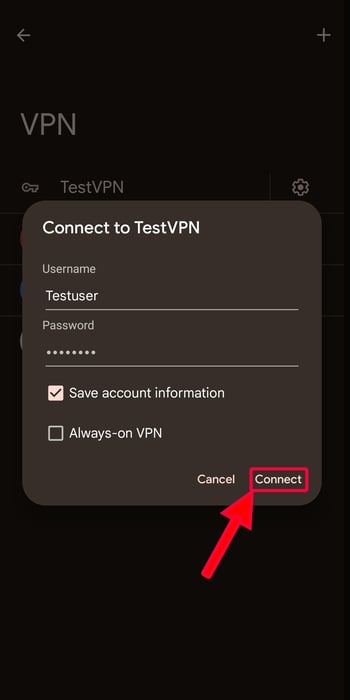 VPN
TestVPN
Connect to TestVPN
Username
Testuser
Password
••••••••
Save account information
Always-on VPN
Cancel Connect